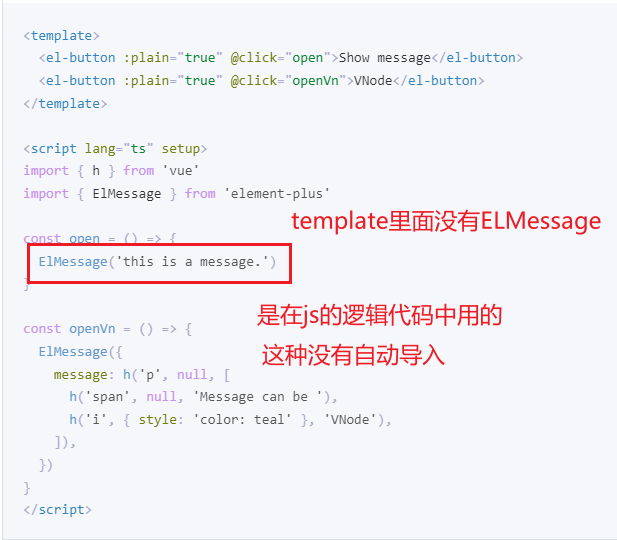 <template>
  <el-button :plain="true" @click="open">Show message</el-button>
  <el-button :plain="true" @click="openVn">VNode</el-button>
</template>

<script lang="ts" setup>
import { h } from 'vue'
import { ElMessage } from 'element-plus'
template里面没有ELMessage
const open = () => {
  ElMessage('this is a message.')
}
是在js的逻辑代码中用的
const openVn = () => {
  ElMessage({
这种没有自动导入
    message: h('p', null, [
      h('span', null, 'Message can be '),
      h('i', { style: 'color: teal' }, 'VNode'),
    ]),
  })
}
</script>